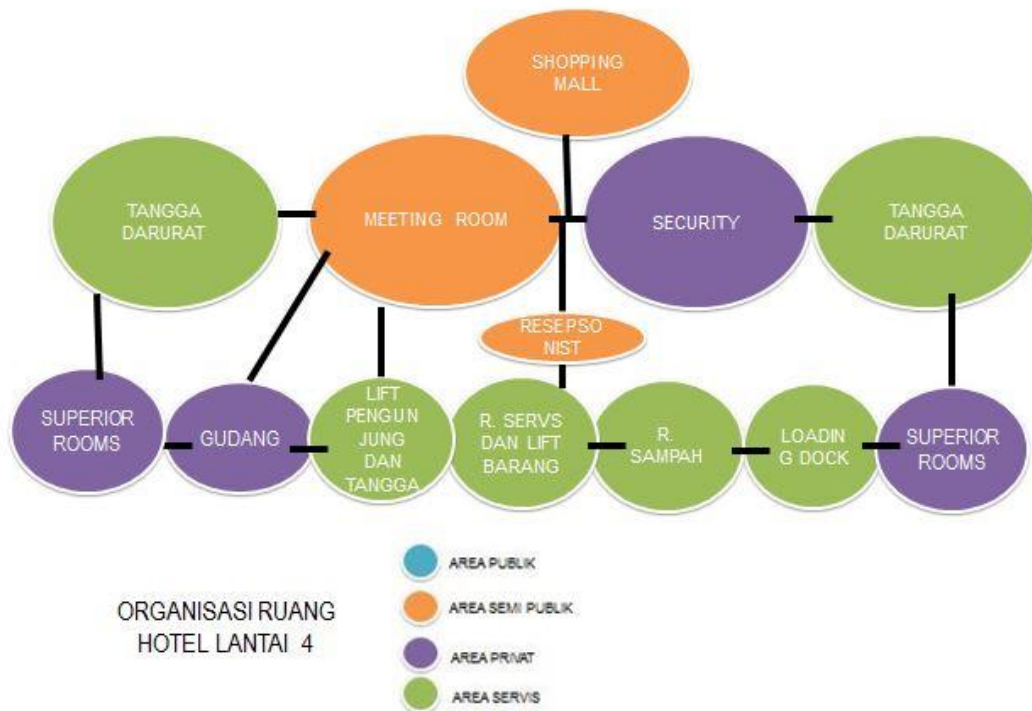 SHOPPING
MALL
TANGGA
DARURAT
MEETING ROOM
SECURITY
TANGGA
DARURAT
RESEPSO
NIST
SUPERIOR
ROOMS
GUDANG
LIFT
PENGUN
JUNG
DAN
TANGGA
R. SERVS
DAN LIFT
BARANG
R.
SAMPAH
LOADIN
G DOCK
SUPERIOR
ROOMS
ORGANISASI RUANG
HOTEL LANTAI 4
AREA PUBLIK
AREA SEMI PUBLIK
AREA PRIVAT
AREA SERVIS